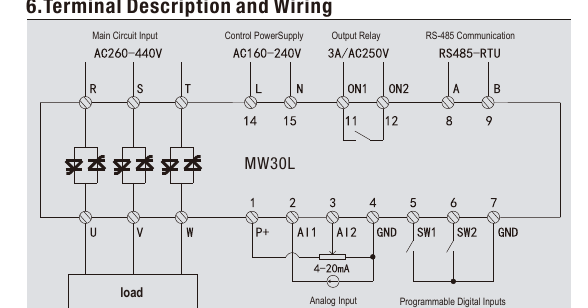 6.Terminal Description and Wiring
Main Circuit Input
AC260-440V
Control PowerSupply
AC160-240V
Output Relay
3A/AC250V
RS-485 Communication
RS485-RTU
R S T L N ON1 ON2 A B
14 15 11 12 8 9
MW30L
1 2 3 4 5 6 7
U V W P+ AI1 AI2 GND SW1 SW2 GND
4-20mA
load
Analog Input
Programmable Digital Inputs